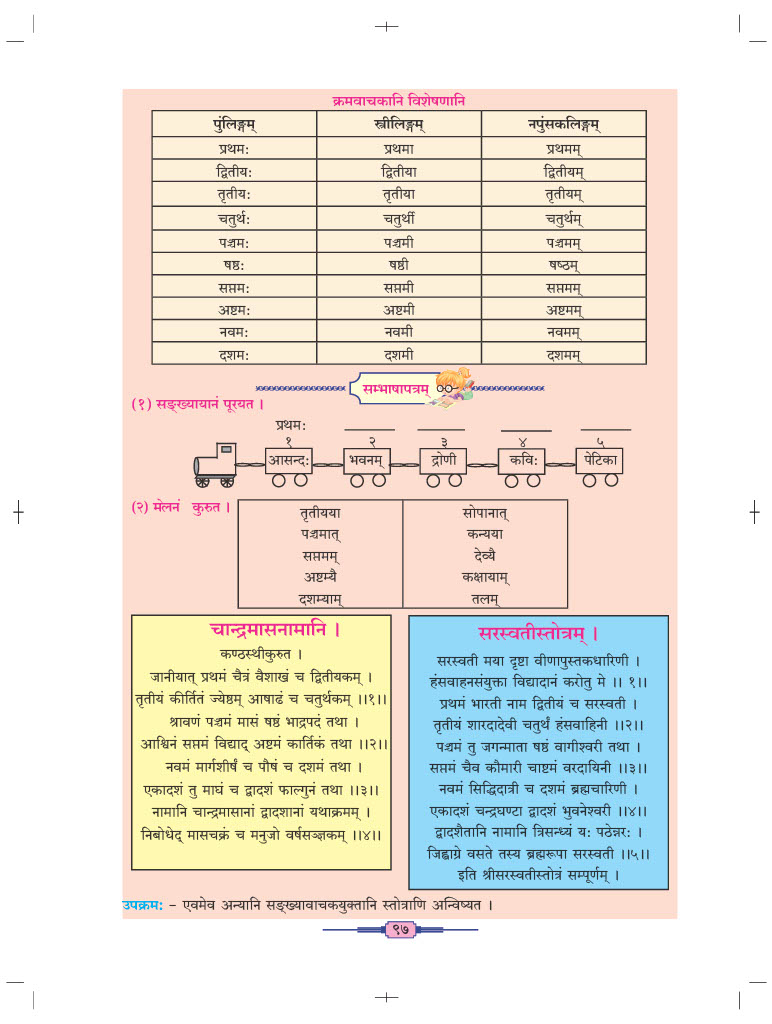 क्रमवाचकानि विशेषणानि
पुंलिङ्गम् स्त्रीलिङ्गम् नपुंसकलिङ्गम्
प्रथमः प्रथमा प्रथमम्
द्वितीयः द्वितीया द्वितीयम्
तृतीयः तृतीया तृतीयम्
चतुर्थः चतुर्थी चतुर्थम्
पञ्चमः पञ्चमी पञ्चमम्
षष्ठः षष्ठी षष्ठम्
सप्तमः सप्तमी सप्तमम्
अष्टमः अष्टमी अष्टमम्
नवमः नवमी नवमम्
दशमः दशमी दशमम्
सम्भाषापत्रम्
(१) सङ्ख्यायानं पूरयत ।
प्रथमः
१ २ ३ ४ ५
आसन्दः भवनम् द्रोणी कविः पेटिका
(२) मेलनं कुरुत ।
तृतीयया सोपानात्
पञ्चमात् कन्यया
सप्तमम् देव्यै
अष्टम्यै कक्षायाम्
दशम्याम् तलम्
चान्द्रमासनामानि ।
कण्ठस्थीकुरुत ।
जानीयात् प्रथमं चैत्रं वैशाखं च द्वितीयकम् ।
तृतीयं कीर्तितं ज्येष्ठम् आषाढं च चतुर्थकम् ।।१।।
श्रावणं पञ्चमं मासं षष्ठं भाद्रपदं तथा ।
आश्विनं सप्तमं विद्याद् अष्टमं कार्तिकं तथा ।।२।।
नवमं मार्गशीर्षं च पौषं च दशमं तथा ।
एकादशं तु माघं च द्वादशं फाल्गुनं तथा ।।३।।
नामानि चान्द्रमासानां द्वादशानां यथाक्रमम् ।
निबोधेद् मासचक्रं च मनुजो वर्षसञ्ज्ञकम् ।।४।।
सरस्वतीस्तोत्रम् ।
सरस्वती मया दृष्टा वीणापुस्तकधारिणी ।
हंसवाहनसंयुक्ता विद्यादानं करोतु मे ।। १।।
प्रथमं भारती नाम द्वितीयं च सरस्वती ।
तृतीयं शारदादेवी चतुर्थं हंसवाहिनी ।।२।।
पञ्चमं तु जगन्माता षष्ठं वागीश्वरी तथा ।
सप्तमं चैव कौमारी चाष्टमं वरदायिनी ।।३।।
नवमं सिद्धिदात्री च दशमं ब्रह्मचारिणी ।
एकादशं चन्द्रघण्टा द्वादशं भुवनेश्वरी ।।४।।
द्वादशैतानि नामानि त्रिसन्ध्यं यः पठेन्नरः ।
जिह्वाग्रे वसते तस्य ब्रह्मरूपा सरस्वती ।।५।।
इति श्रीसरस्वतीस्तोत्रं सम्पूर्णम् ।
उपक्रमः - एवमेव अन्यानि सङ्ख्यावाचकयुक्तानि स्तोत्राणि अन्विष्यत ।
९७